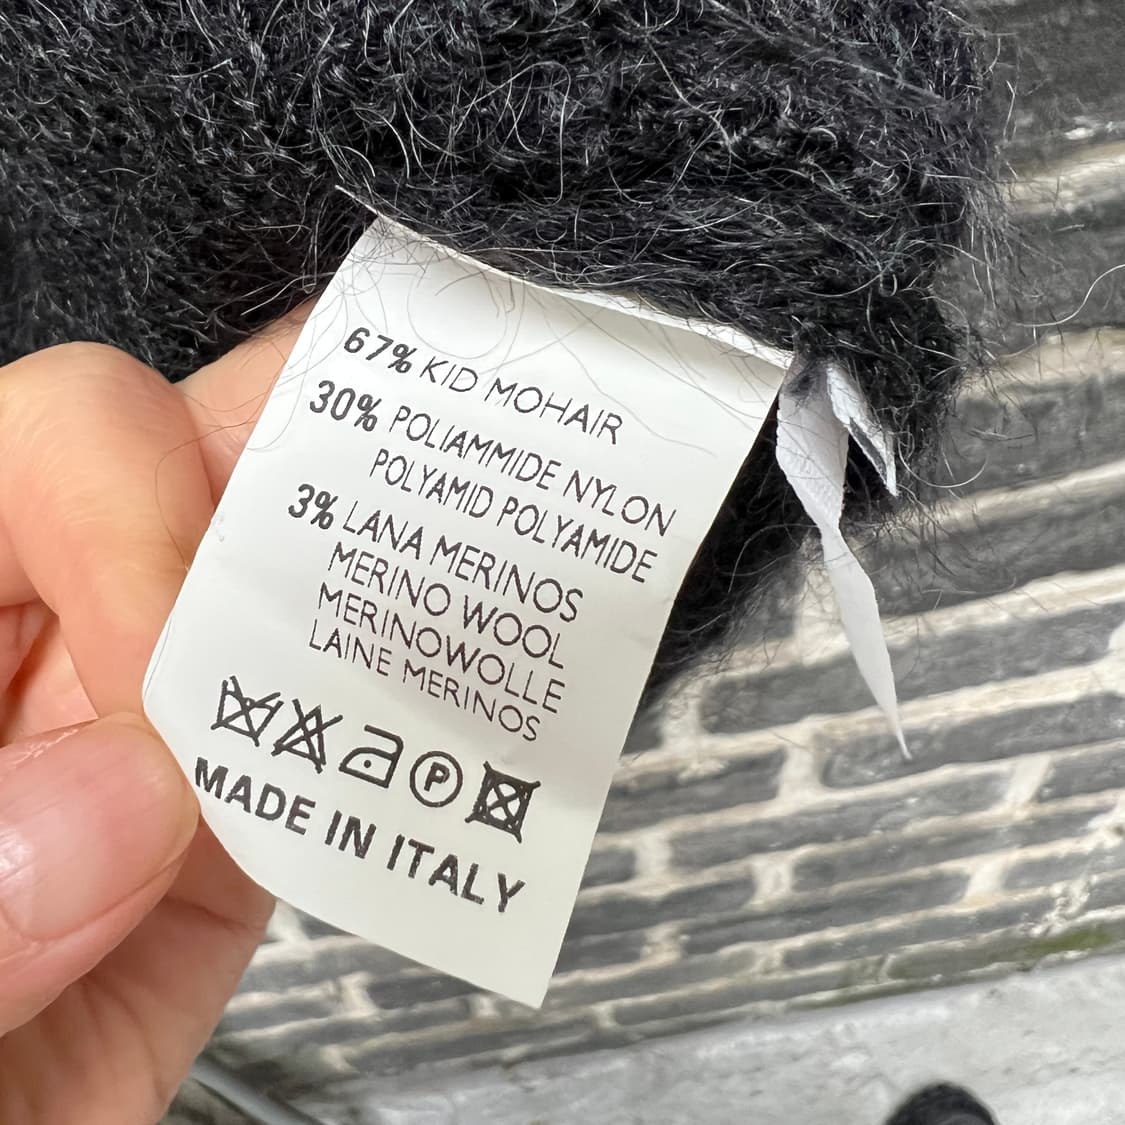 67% KID MOHAIR
30% POLIAMMIDE NYLON
POLYAMID POLYAMIDE
3% LANA MERINOS
MERINO WOOL
MERINOWOLLE
LAINE MERINOS
P
MADE IN ITALY